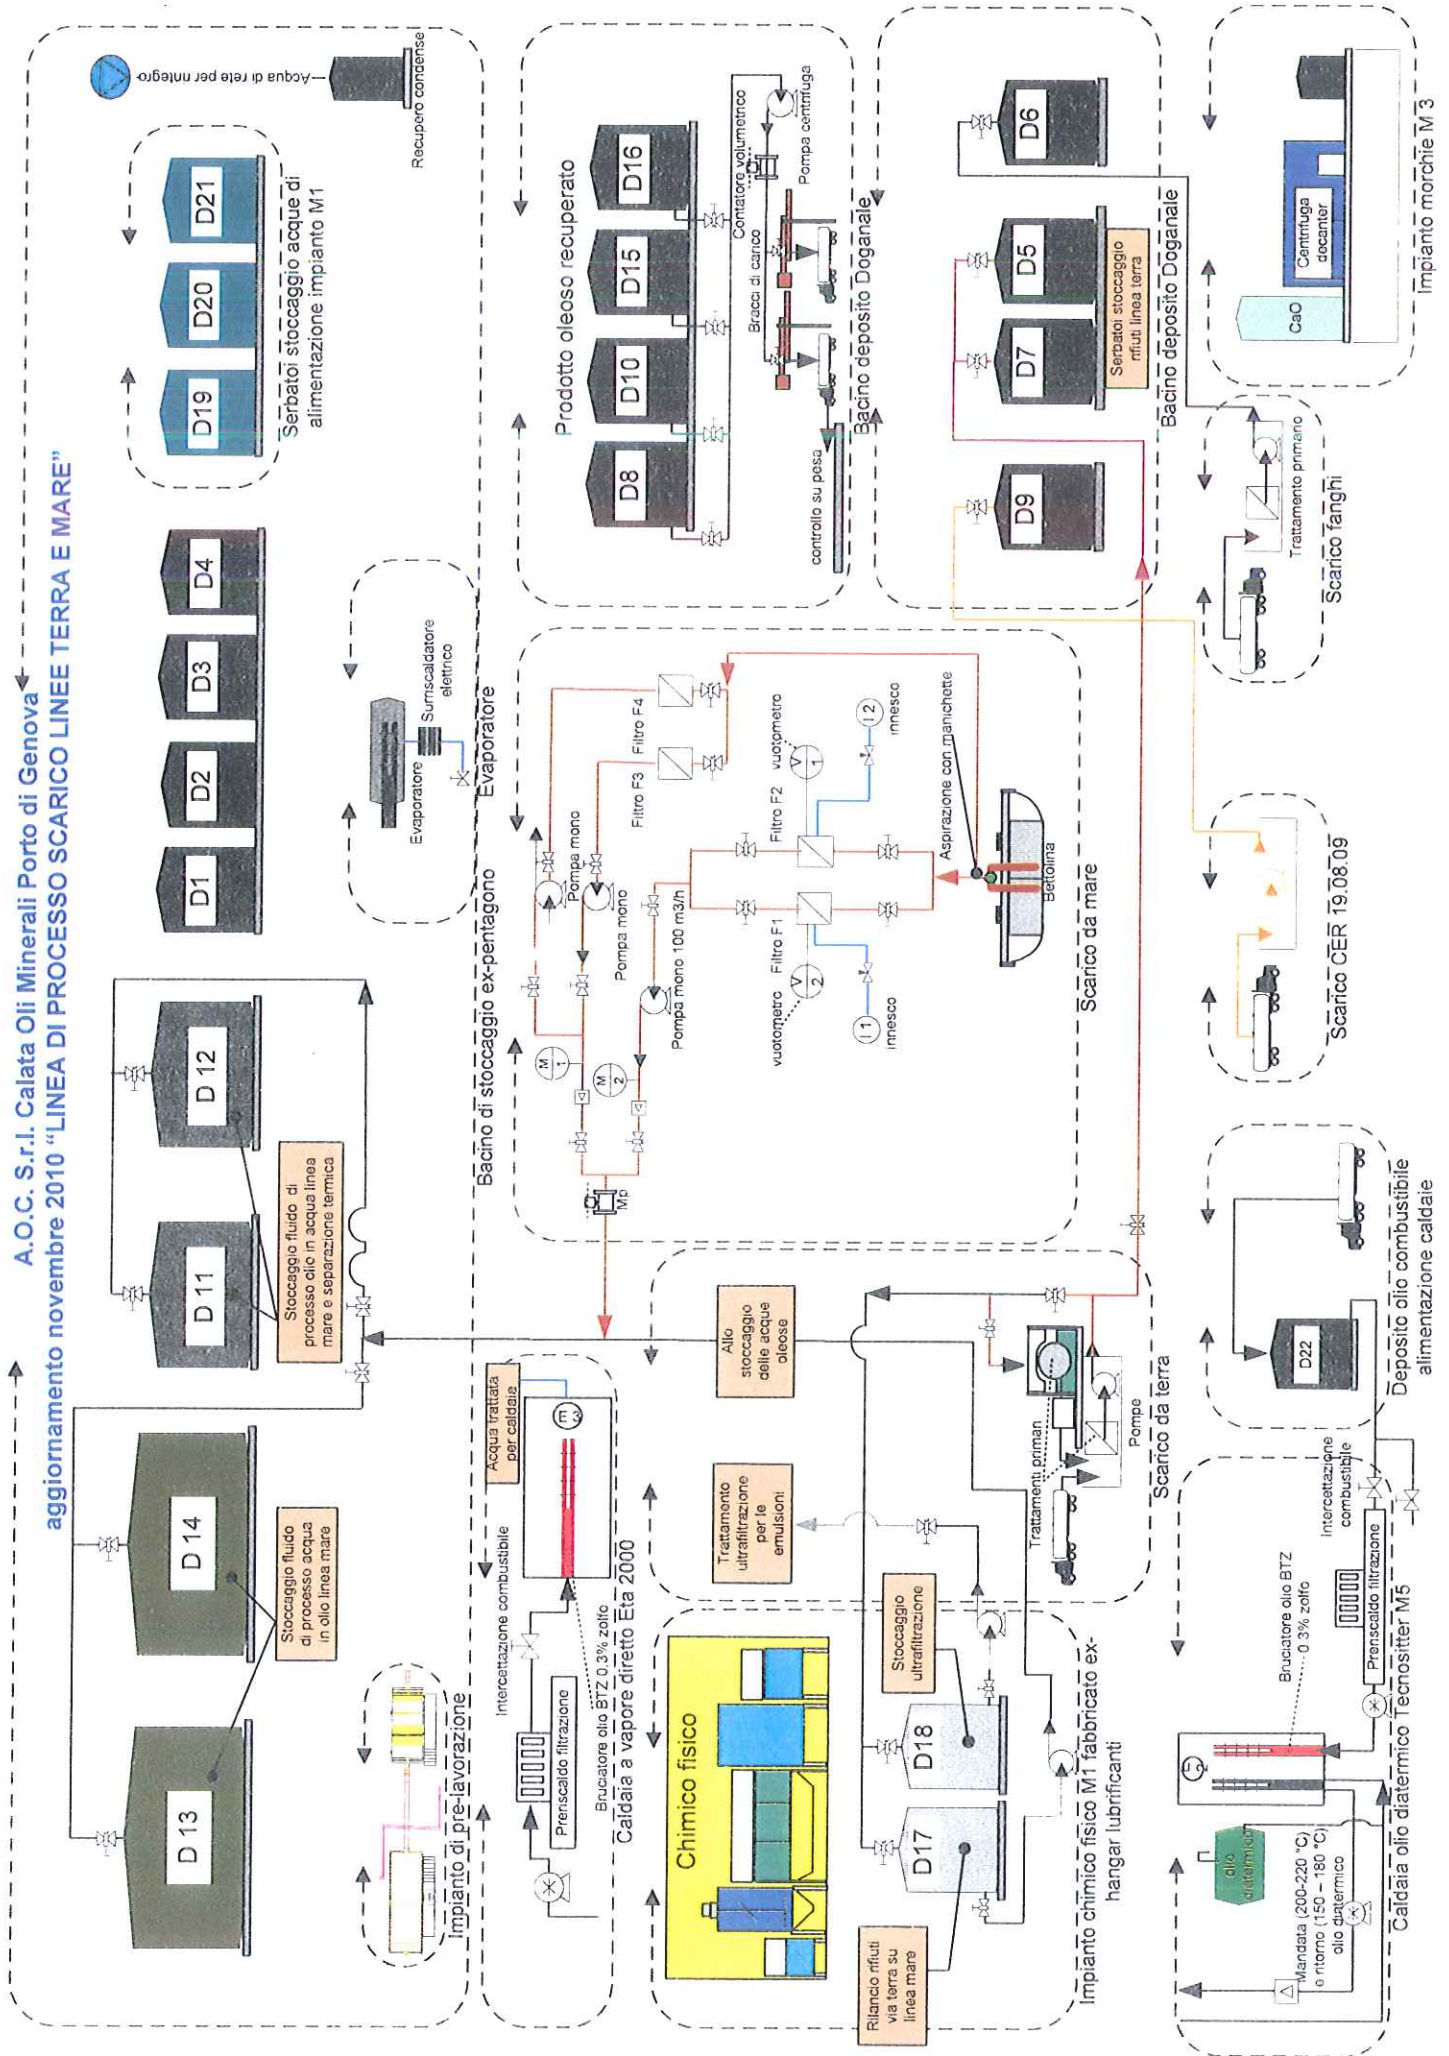 A.O.C. S.r.l. Calata Oli Minerali Porto di Genova
aggiornamento novembre 2010 "LINEA DI PROCESSO SCARICO LINEE TERRA E MARE"
D 13
D 14
D 11
D 12
D1
D2
D3
D4
D19
D20
D21
Serbatoi stoccaggio acque di
alimentazione impianto M1
Acqua di rete per rintegro
Recupero condense
Stoccaggio fluido
di processo acqua
in olio linea mare
Stoccaggio fluido di
processo olio in acqua linea
mare e separazione termica
Impianto di pre-lavorazione
Bacino di stoccaggio ex-pentagono
Evaporatore
Surriscaldatore
elettrico
Evaporatore
Prodotto oleoso recuperato
D8
D10
D15
D16
Contatore volumetrico
Pompa centrifuga
Bracci di carico
controllo su pesa
Bacino deposito Doganale
Intercettazione combustibile
Preriscaldo filtrazione
Bruciatore olio BTZ 0.3% zolfo
Acqua trattata
per caldaie
E
3
Caldaia a vapore diretto Eta 2000
Mp
M
1
M
2
Pompa mono
Pompa mono
Pompa mono 100 m3/h
Filtro F3
Filtro F4
Filtro F1
Filtro F2
vuotometro
V
1
vuotometro
V
2
I 1
innesco
I 2
innesco
Aspirazione con manichette
Bettolina
Scarico da mare
D9
D7
D5
D6
Serbatoi stoccaggio
rifiuti linea terra
Bacino deposito Doganale
Chimico fisico
D17
D18
Stoccaggio
ultrafiltrazione
Rilancio rifiuti
via terra su
linea mare
Impianto chimico fisico M1 fabricato ex-
hangar lubrificanti
Trattamento
ultrafiltrazione
per le
emulsioni
Allo
stoccaggio
delle acque
oleose
Trattamenti primari
Pompe
Scarico da terra
olio
diatermico
Mandata (200-220 °C)
e ritorno (150 – 180 °C)
olio diatermico
E
2
Bruciatore olio BTZ
0.3% zolfo
Preriscaldo filtrazione
Intercettazione
combustibile
Caldaia olio diatermico Tecnositter M5
D22
Deposito olio combustibile
alimentazione caldaie
Scarico CER 19.08.09
Trattamento primario
Scarico fanghi
CaO
Centrifuga
decanter
Impianto morchie M 3